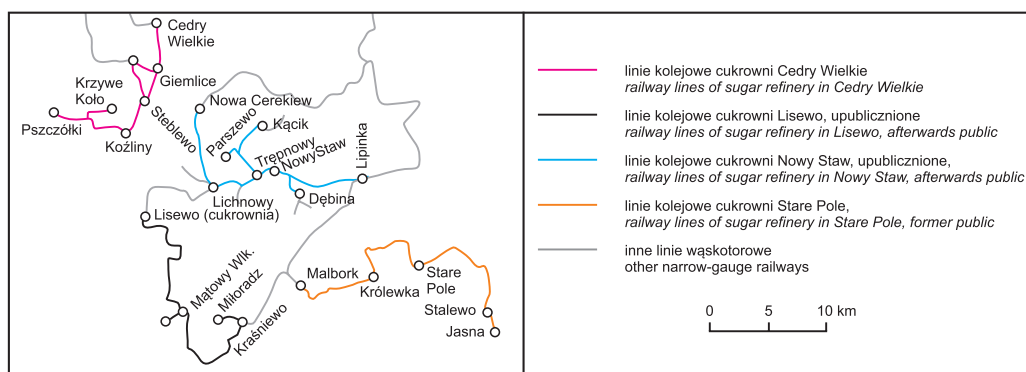 Cedry
Wielkie
Giemlice
Krzywe
Koło
Pszczółki
Koźliny
Steblewo
Nowa Cerekiew
Parszewo
Kącik
Trępnowy
NowyStaw
Lipinka
Lichnowy
Dębina
Lisewo (cukrownia)
Mątowy Wlk.
Miłoradz
Kraśniewo
Malbork
Królewka
Stare
Pole
Stalewo
Jasna
linie kolejowe cukrowni Cedry Wielkie
railway lines of sugar refinery in Cedry Wielkie
linie kolejowe cukrowni Lisewo, upublicznione
railway lines of sugar refinery in Lisewo, afterwards public
linie kolejowe cukrowni Nowy Staw, upublicznione,
railway lines of sugar refinery in Nowy Staw, afterwards public
linie kolejowe cukrowni Stare Pole,
railway lines of sugar refinery in Stare Pole, former public
inne linie wąskotorowe
other narrow-gauge railways
0 5 10 km